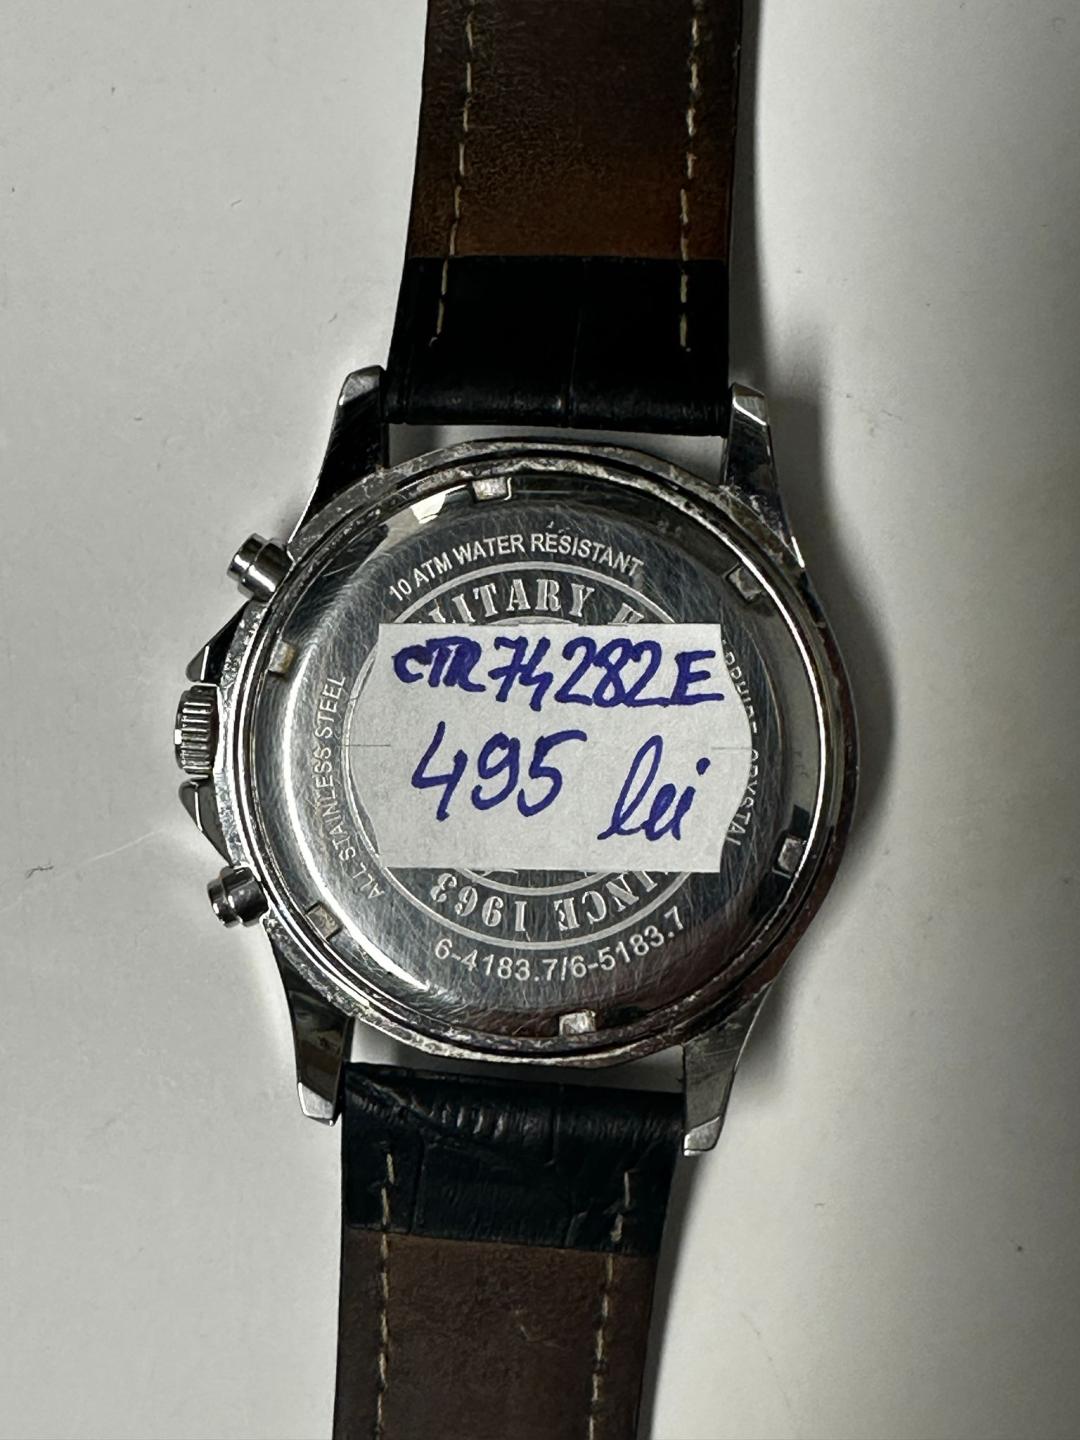 10 ATM WATER RESISTANT
CTR74282E
495 lei
ALL STAINLESS STEEL
1963
6-4183.7/6-5183.7